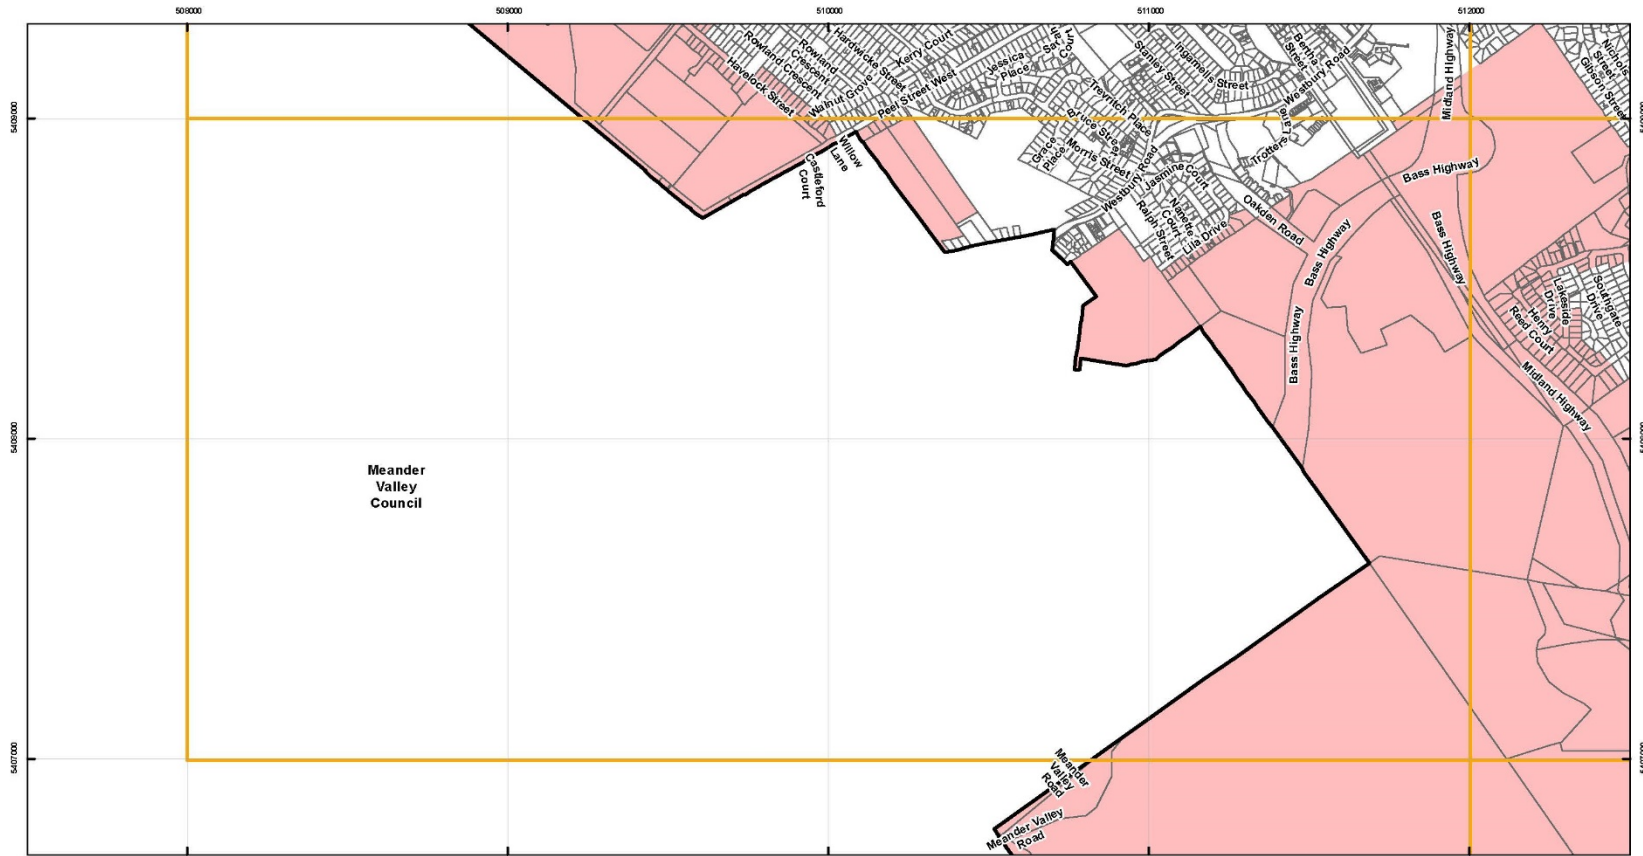 508000
509000
510000
511000
512000
5409000
Hardwicke Street
Kerry Court
Rowland
Crescent
Rowland Crescent
Havelock Street
Walnut Grove
Peel Street West
Jessica
Place
Court
Stanley Street
Ingamells Street
Bertha
Street
Westbury Road
Midland Highway
Street
Gibson Street
Trevritch Place
Bruce Street
Morris Street
Grace
Place
Trotters Lane
Willow
Lane
Castleford
Court
Westbury Road
Jasmine Court
Nanette
Court
Ralph Street
Lila Drive
Oakden Road
Bass Highway
Bass Highway
Bass Highway
Bass Highway
Lakeside
Drive
Southgate
Drive
Henry
Reed Court
Midland Highway
5408000
Meander
Valley
Council
5407000
Meander
Valley
Road
Meander Valley
Road